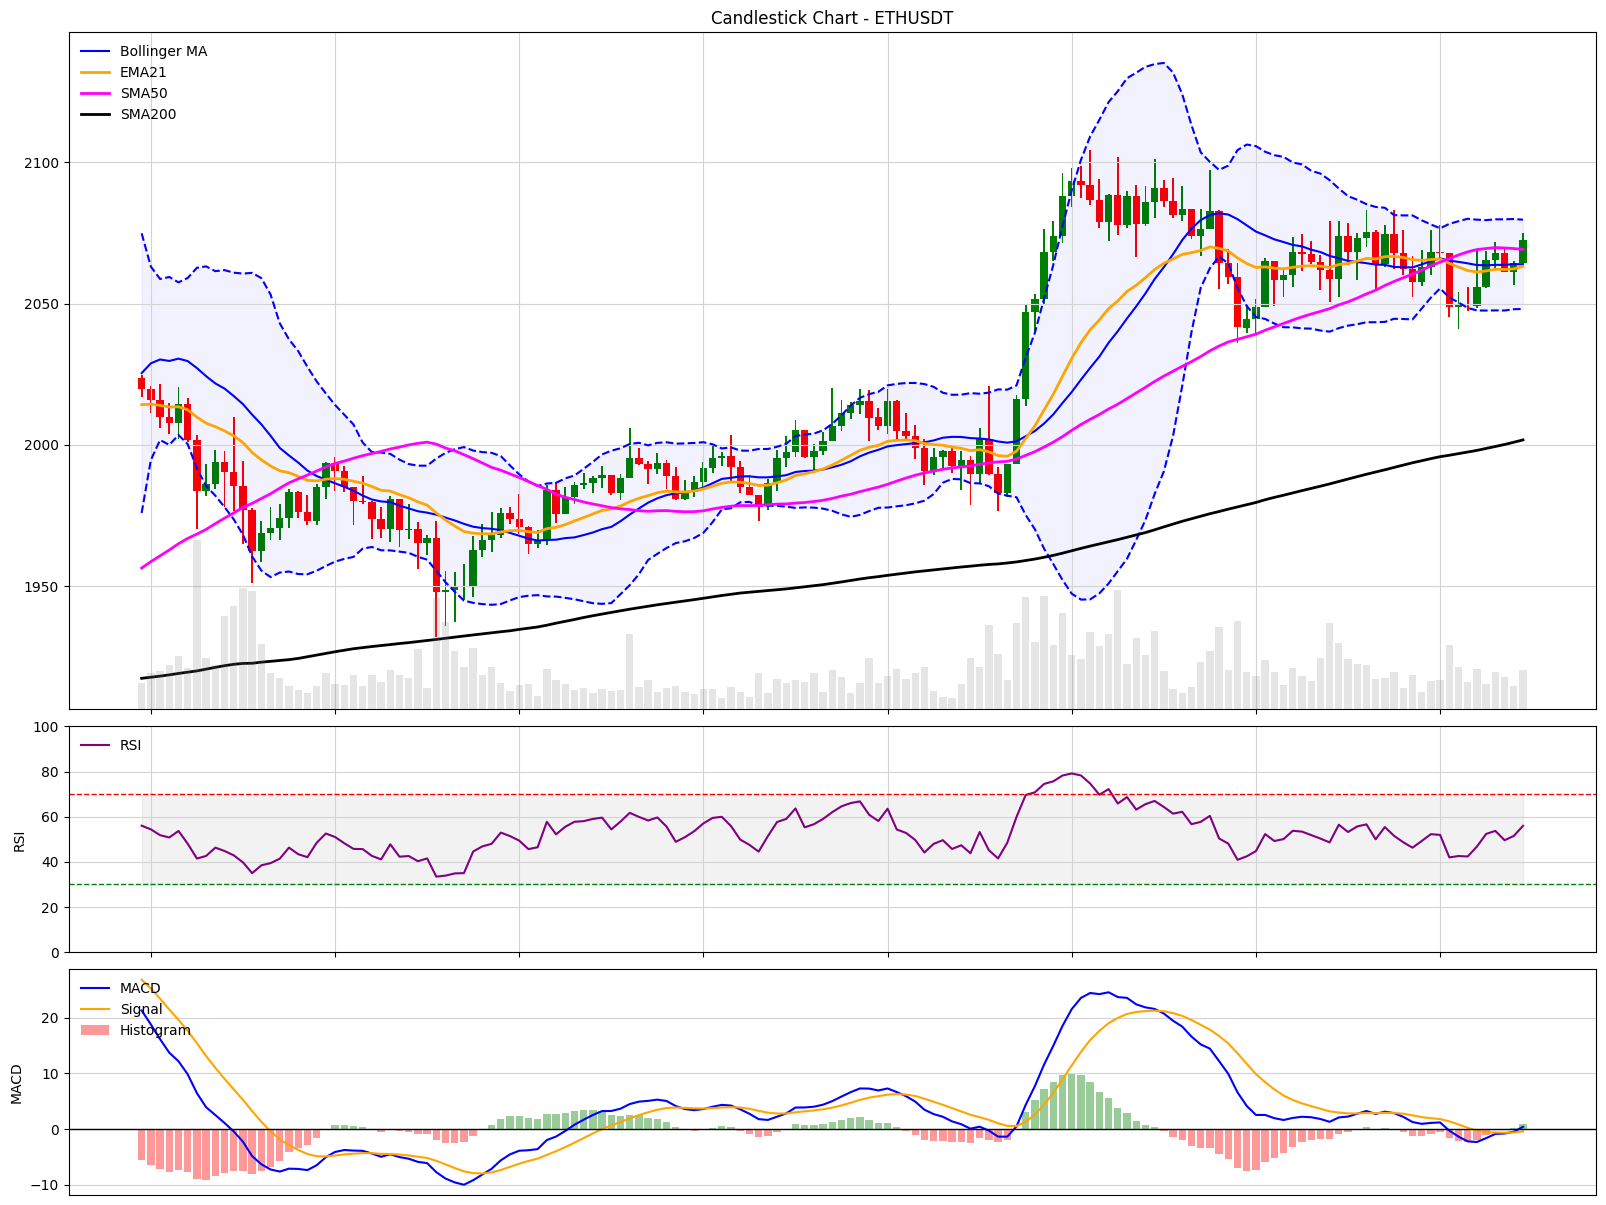 Candlestick Chart - ETHUSDT
Bollinger MA
EMA21
SMA50
SMA200
2100
2050
2000
1950
RSI
100
80
60
40
20
0
RSI
MACD
Signal
Histogram
20
10
0
−10
MACD